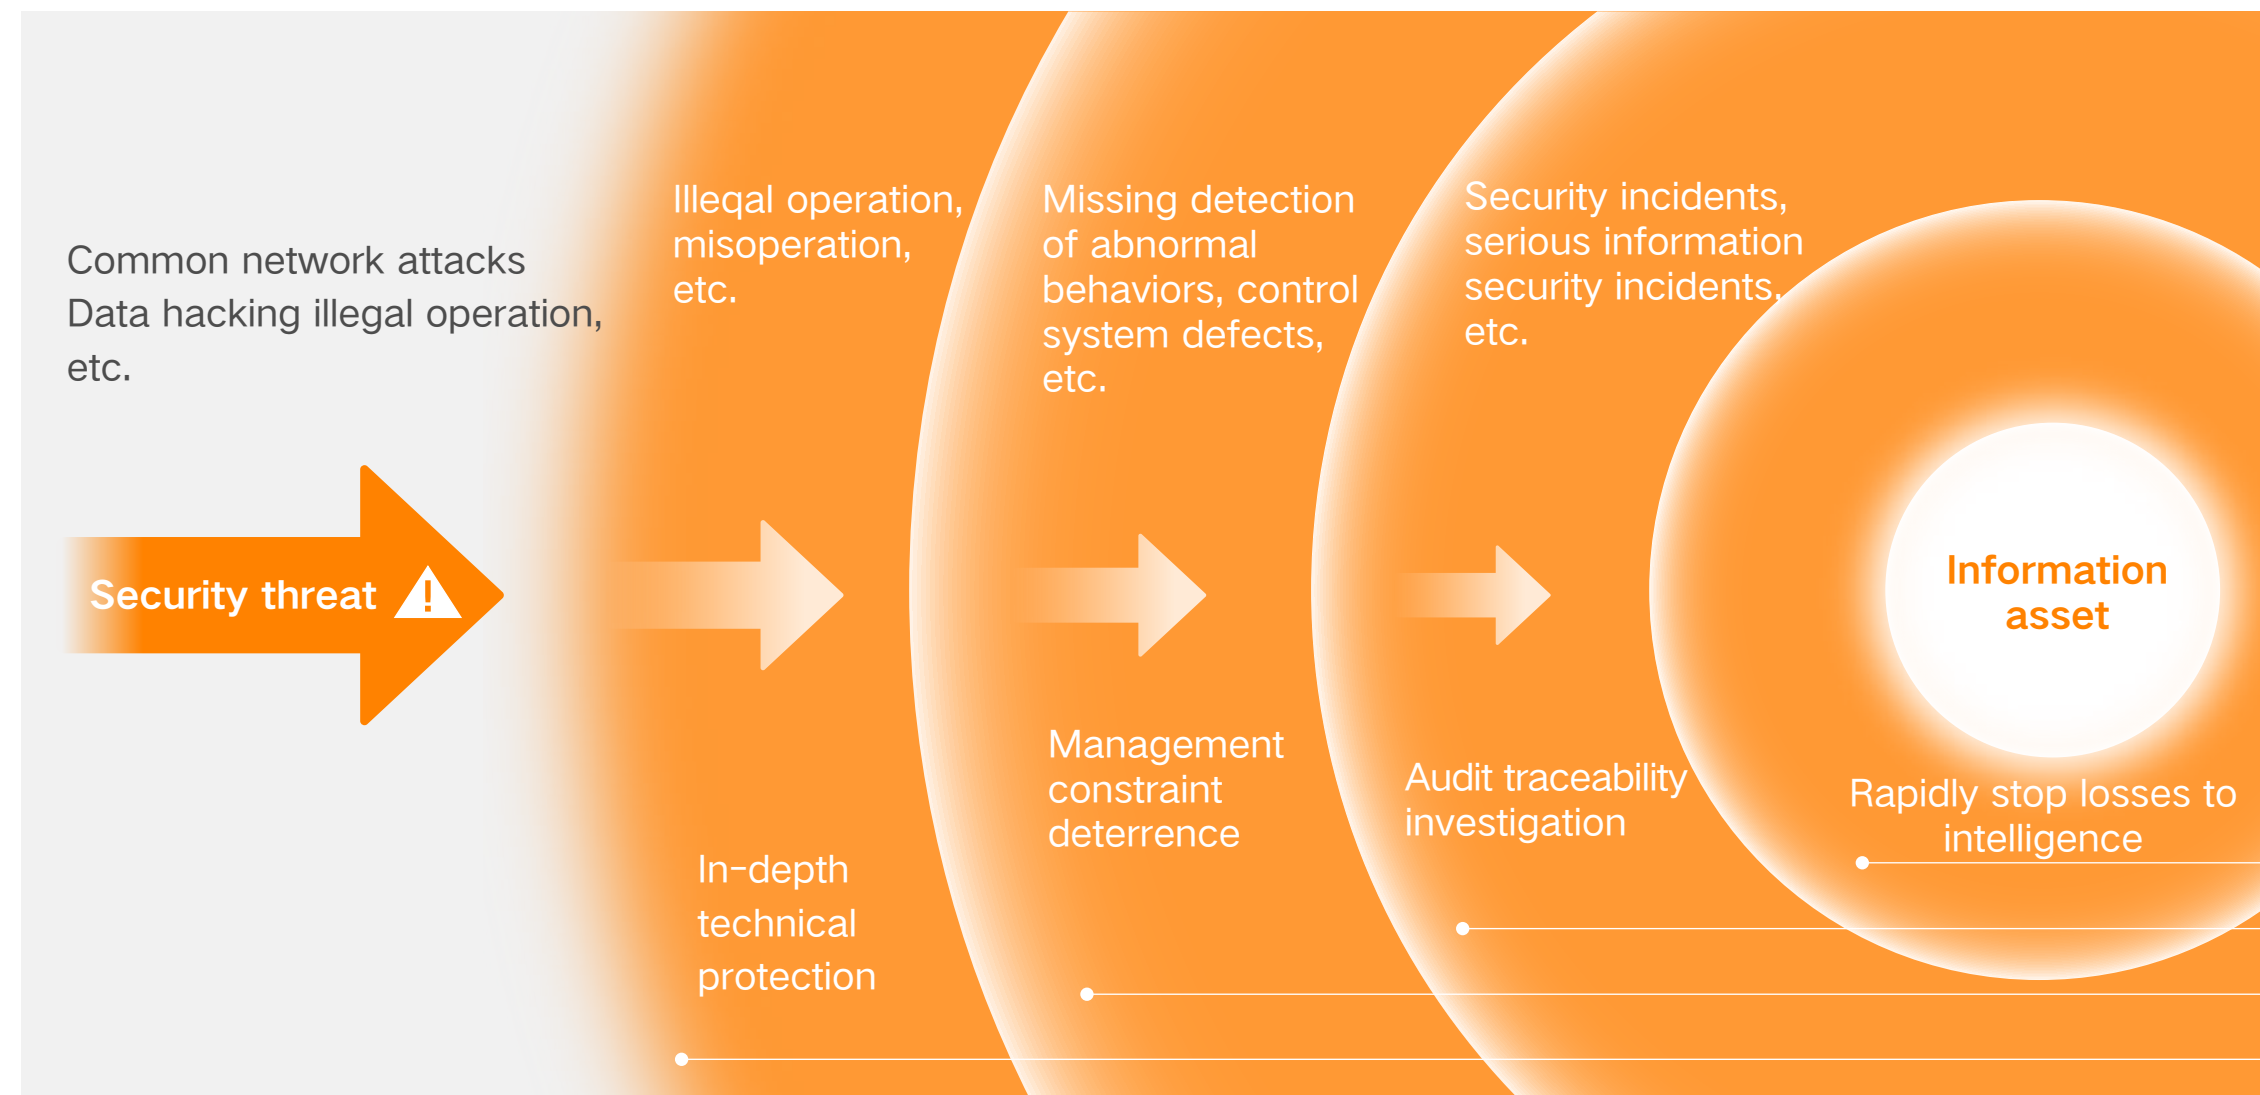 Common network attacks
Data hacking illegal operation,
etc.
Illeqal operation,
misoperation,
etc.
Missing detection
of abnormal
behaviors, control
system defects,
etc.
Security incidents,
serious information
security incidents,
etc.
Security threat
Information
asset
In-depth
technical
protection
Management
constraint
deterrence
Audit traceability
investigation
Rapidly stop losses to
intelligence